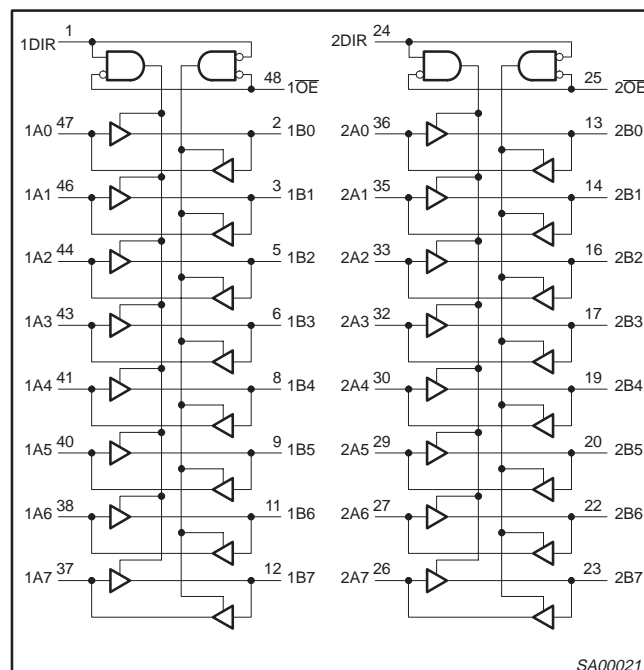 1DIR 1 2DIR 24
48 1OE 25 2OE
1A0 47 2 1B0 2A0 36 13 2B0
1A1 46 3 1B1 2A1 35 14 2B1
1A2 44 5 1B2 2A2 33 16 2B2
1A3 43 6 1B3 2A3 32 17 2B3
1A4 41 8 1B4 2A4 30 19 2B4
1A5 40 9 1B5 2A5 29 20 2B5
1A6 38 11 1B6 2A6 27 22 2B6
1A7 37 12 1B7 2A7 26 23 2B7
SA00021